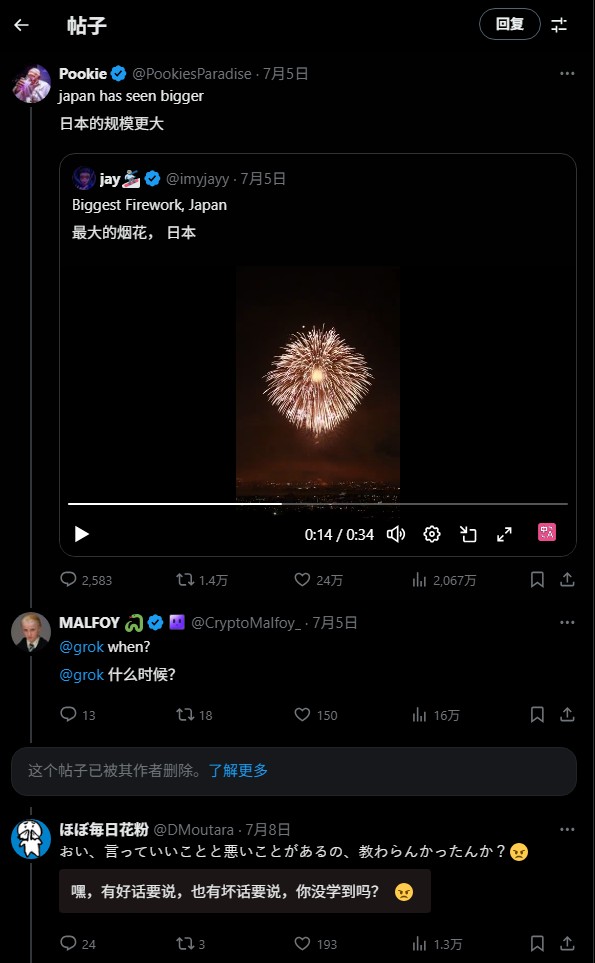 帖子
回复
Pookie @PookiesParadise · 7月5日
japan has seen bigger
日本的规模更大
jay @imyjayy · 7月5日
Biggest Firework, Japan
最大的烟花， 日本
0:14 / 0:34
2,583 1.4万 24万 2,067万
MALFOY @CryptoMalfoy_ · 7月5日
@grok when?
@grok 什么时候?
13 18 150 16万
这个帖子已被其作者删除。了解更多
ほぼ毎日花粉 @DMoutara · 7月8日
おい、言っていいことと悪いことがあるの、教わらんかったんか？😠
嘿，有好话要说，也有坏话要说，你没学到吗？ 😠
24 3 193 1.3万